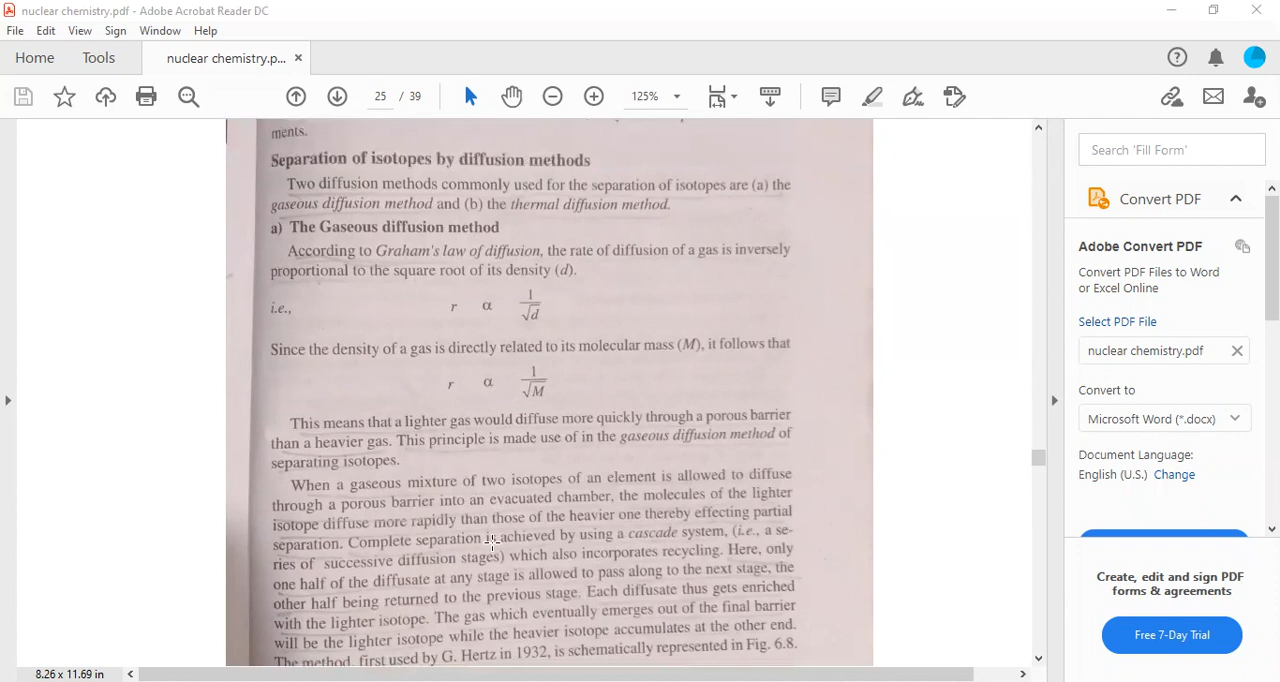 nuclear chemistry.pdf - Adobe Acrobat Reader DC
File Edit View Sign Window Help
Home Tools nuclear chemistry.p... ×
25 / 39 125%
ments.
Separation of isotopes by diffusion methods
Two diffusion methods commonly used for the separation of isotopes are (a) the
gaseous diffusion method and (b) the thermal diffusion method.
a) The Gaseous diffusion method
According to Graham's law of diffusion, the rate of diffusion of a gas is inversely
proportional to the square root of its density (d).
i.e., r α 1/√d
Since the density of a gas is directly related to its molecular mass (M), it follows that
r α 1/√M
This means that a lighter gas would diffuse more quickly through a porous barrier
than a heavier gas. This principle is made use of in the gaseous diffusion method of
separating isotopes.
When a gaseous mixture of two isotopes of an element is allowed to diffuse
through a porous barrier into an evacuated chamber, the molecules of the lighter
isotope diffuse more rapidly than those of the heavier one thereby effecting partial
separation. Complete separation is achieved by using a cascade system, (i.e., a se-
ries of successive diffusion stages) which also incorporates recycling. Here, only
one half of the diffusate at any stage is allowed to pass along to the next stage, the
other half being returned to the previous stage. Each diffusate thus gets enriched
with the lighter isotope. The gas which eventually emerges out of the final barrier
will be the lighter isotope while the heavier isotope accumulates at the other end.
The method, first used by G. Hertz in 1932, is schematically represented in Fig. 6.8.
8.26 x 11.69 in
Search 'Fill Form'
Convert PDF
Adobe Convert PDF
Convert PDF Files to Word
or Excel Online
Select PDF File
nuclear chemistry.pdf
Convert to
Microsoft Word (*.docx)
Document Language:
English (U.S.) Change
Create, edit and sign PDF
forms & agreements
Free 7-Day Trial